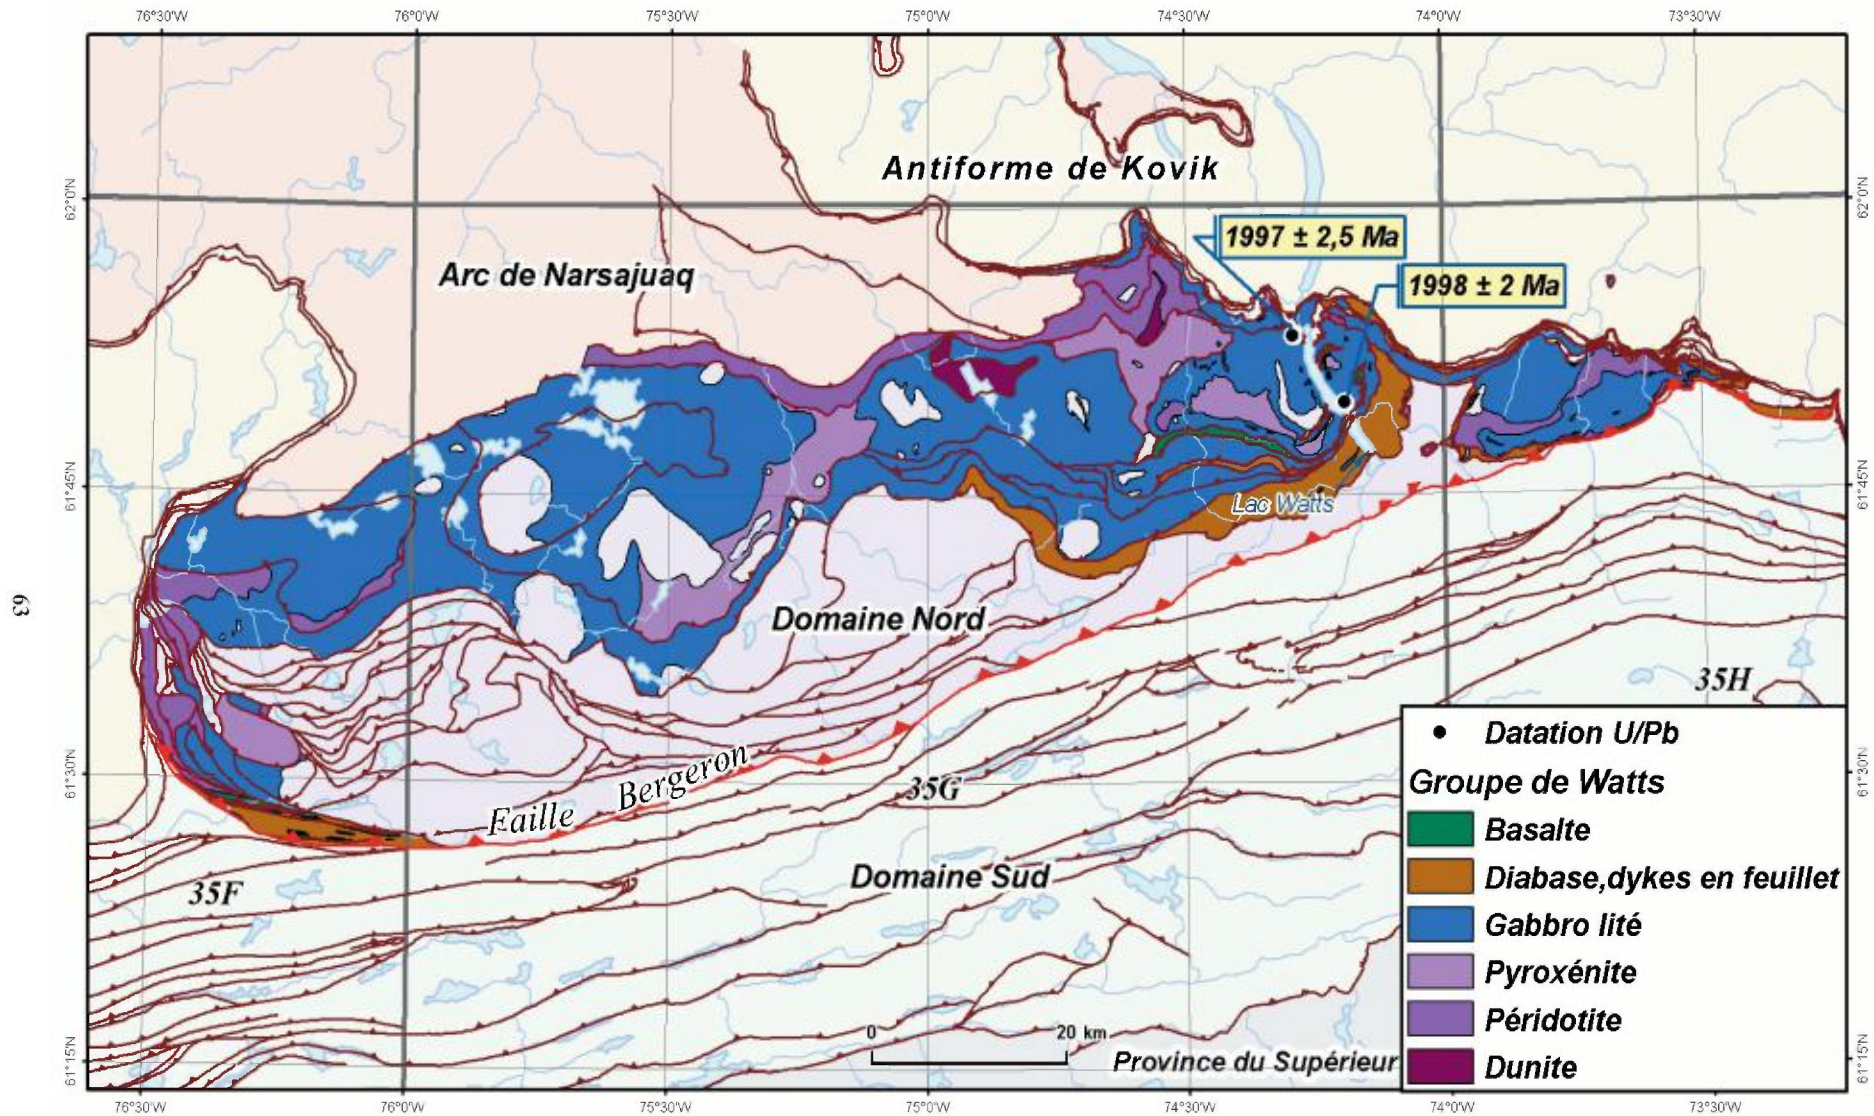 76°30'W 76°0'W 75°30'W 75°0'W 74°30'W 74°0'W 73°30'W
62°0'N
62°0'N
Antiforme de Kovik
1997 ± 2,5 Ma
Arc de Narsajuaq
1998 ± 2 Ma
61°45'N
61°45'N
Lac Watts
63
Domaine Nord
35H
61°30'N
61°30'N
Faille Bergeron
35G
Domaine Sud
35F
Datation U/Pb
Groupe de Watts
Basalte
Diabase,dykes en feuillet
Gabbro lité
Pyroxénite
Péridotite
Dunite
0 20 km
Province du Supérieur
61°15'N
61°15'N
76°30'W 76°0'W 75°30'W 75°0'W 74°30'W 74°0'W 73°30'W